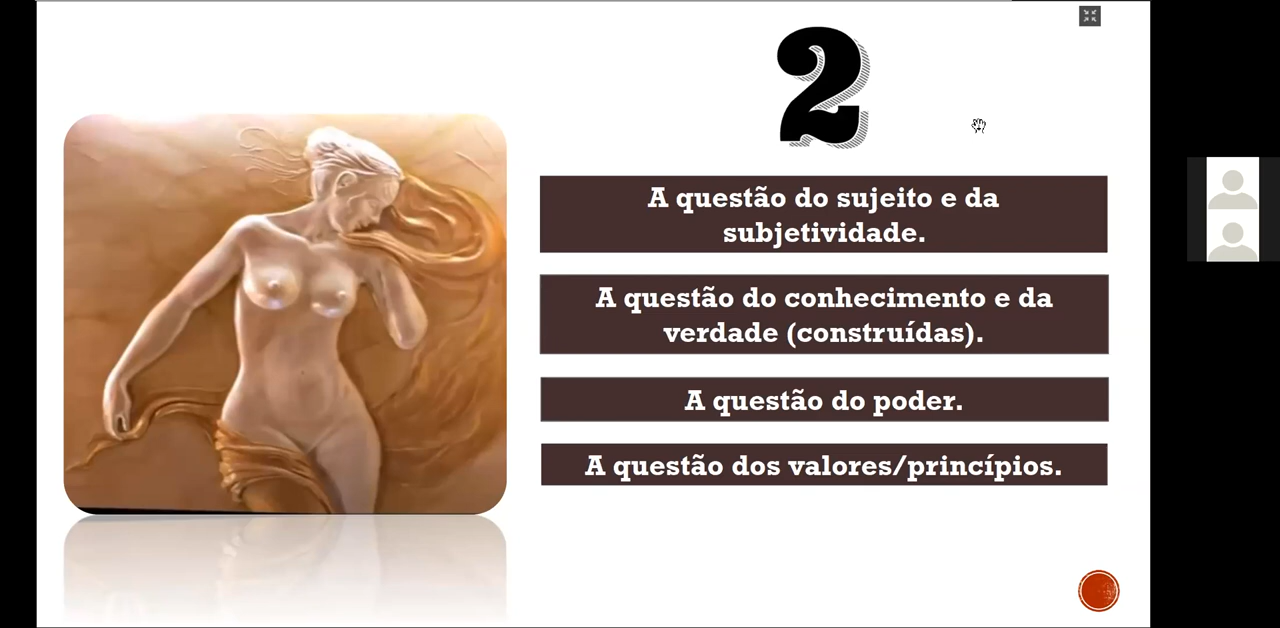 2
A questão do sujeito e da
subjetividade.
A questão do conhecimento e da
verdade (construídas).
A questão do poder.
A questão dos valores/princípios.